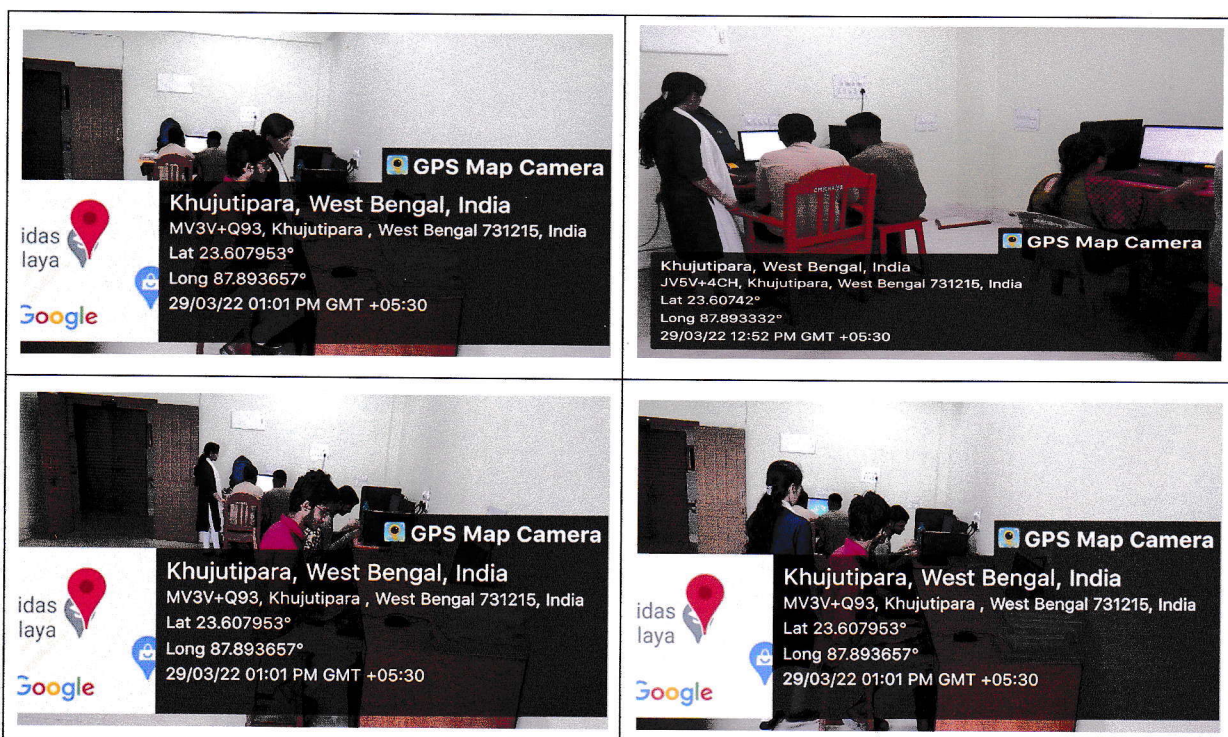 GPS Map Camera
Khujutipara, West Bengal, India
MV3V+Q93, Khujutipara , West Bengal 731215, India
Lat 23.607953°
Long 87.893657°
29/03/22 01:01 PM GMT +05:30
idas
laya
Google
GPS Map Camera
Khujutipara, West Bengal, India
JV5V+4CH, Khujutipara, West Bengal 731215, India
Lat 23.60742°
Long 87.893332°
29/03/22 12:52 PM GMT +05:30
GPS Map Camera
Khujutipara, West Bengal, India
MV3V+Q93, Khujutipara , West Bengal 731215, India
Lat 23.607953°
Long 87.893657°
29/03/22 01:01 PM GMT +05:30
idas
laya
Google
GPS Map Camera
Khujutipara, West Bengal, India
MV3V+Q93, Khujutipara , West Bengal 731215, India
Lat 23.607953°
Long 87.893657°
29/03/22 01:01 PM GMT +05:30
idas
laya
Google